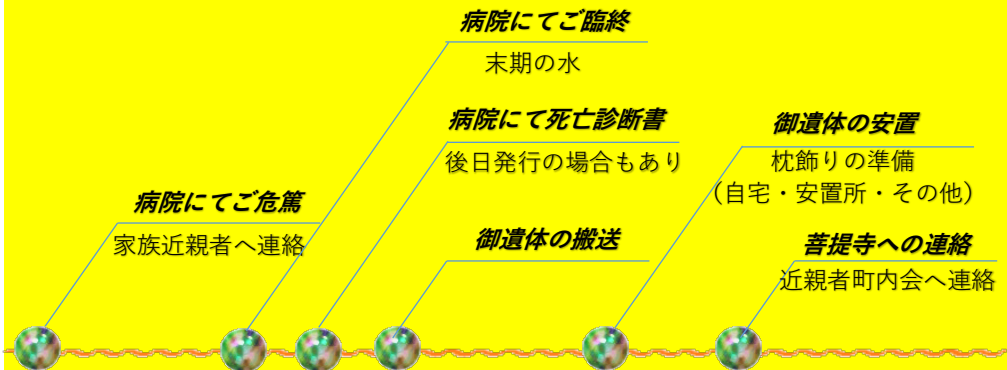 病院にてご危篤
家族近親者へ連絡
病院にてご臨終
末期の水
病院にて死亡診断書
後日発行の場合もあり
御遺体の搬送
御遺体の安置
枕飾りの準備
（自宅・安置所・その他）
菩提寺への連絡
近親者町内会へ連絡